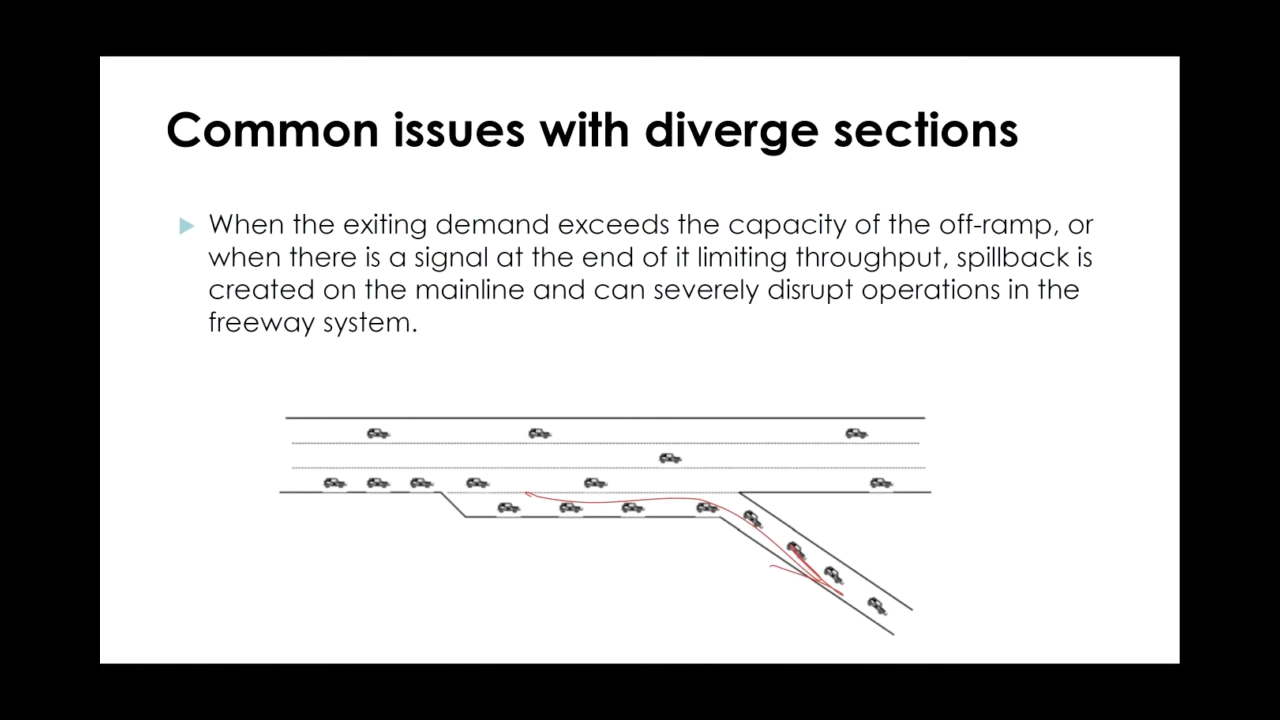 Common issues with diverge sections
When the exiting demand exceeds the capacity of the off-ramp, or
when there is a signal at the end of it limiting throughput, spillback is
created on the mainline and can severely disrupt operations in the
freeway system.